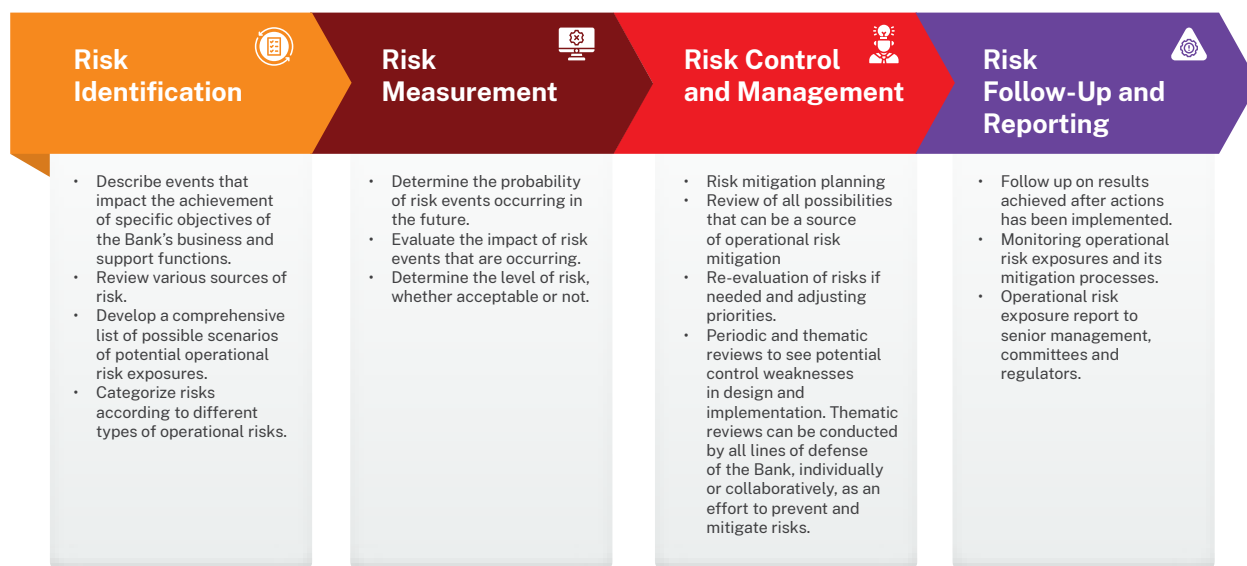 Risk
Identification
• Describe events that
impact the achievement
of specific objectives of
the Bank's business and
support functions.
• Review various sources of
risk.
• Develop a comprehensive
list of possible scenarios
of potential operational
risk exposures.
• Categorize risks
according to different
types of operational risks.
Risk
Measurement
• Determine the probability
of risk events occurring in
the future.
• Evaluate the impact of risk
events that are occurring.
• Determine the level of risk,
whether acceptable or not.
Risk Control
and Management
• Risk mitigation planning
• Review of all possibilities
that can be a source
of operational risk
mitigation
• Re-evaluation of risks if
needed and adjusting
priorities.
• Periodic and thematic
reviews to see potential
control weaknesses
in design and
implementation. Thematic
reviews can be conducted
by all lines of defense
of the Bank, individually
or collaboratively, as an
effort to prevent and
mitigate risks.
Risk
Follow-Up and
Reporting
• Follow up on results
achieved after actions
has been implemented.
• Monitoring operational
risk exposures and its
mitigation processes.
• Operational risk
exposure report to
senior management,
committees and
regulators.